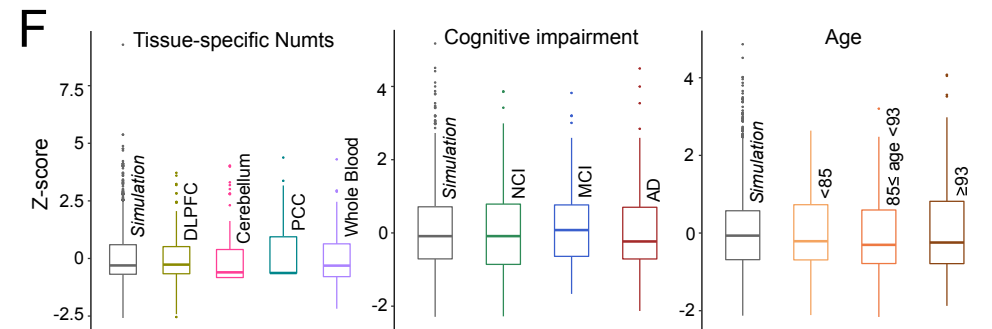 F
Tissue-specific Numts
Z-score
7.5
5
2.5
0
-2.5
Simulation
DLPFC
Cerebellum
PCC
Whole Blood
Cognitive impairment
4
2
0
-2
Simulation
NCI
MCI
AD
Age
4
2
0
-2
Simulation
<85
85≤ age <93
≥93